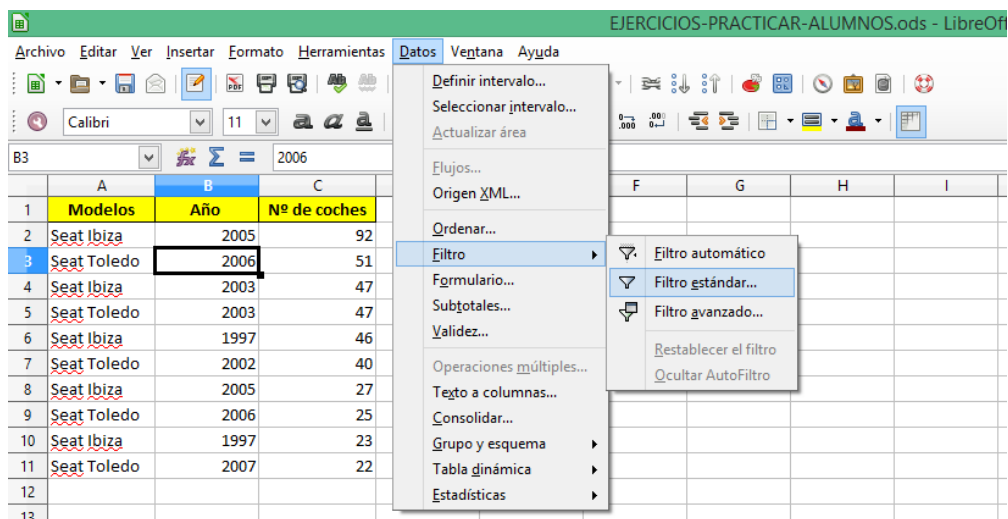 EJERCICIOS-PRACTICAR-ALUMNOS.ods - LibreOff
Archivo Editar Ver Insertar Formato Herramientas Datos Ventana Ayuda
Calibri 11
B3 2006
A B C F G H I
1 Modelos Año Nº de coches
2 Seat Ibiza 2005 92
3 Seat Toledo 2006 51
4 Seat Ibiza 2003 47
5 Seat Toledo 2003 47
6 Seat Ibiza 1997 46
7 Seat Toledo 2002 40
8 Seat Ibiza 2005 27
9 Seat Toledo 2006 25
10 Seat Ibiza 1997 23
11 Seat Toledo 2007 22
12
13
Definir intervalo...
Seleccionar intervalo...
Actualizar área
Flujos...
Origen XML...
Ordenar...
Filtro
Formulario...
Subtotales...
Validez...
Operaciones múltiples...
Texto a columnas...
Consolidar...
Grupo y esquema
Tabla dinámica
Estadísticas
Filtro automático
Filtro estándar...
Filtro avanzado...
Restablecer el filtro
Ocultar AutoFiltro